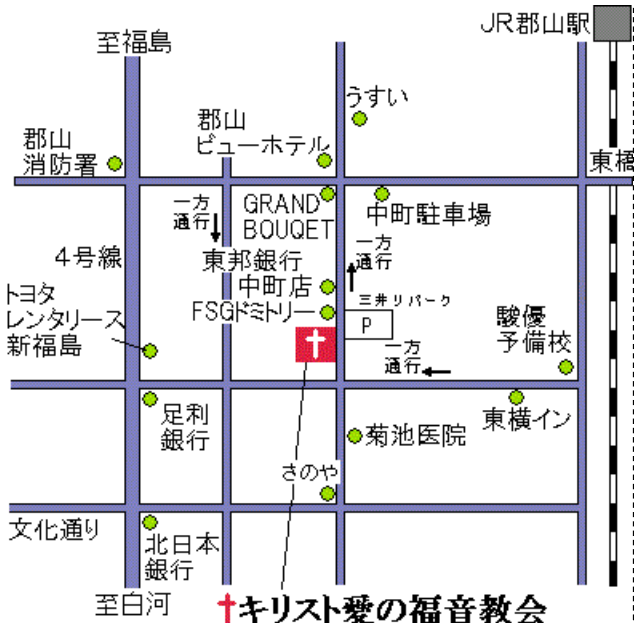 JR郡山駅
至福島
うすい
郡山
ビューホテル
郡山
消防署
東橋
一方
通行
GRAND
BOUQET
中町駐車場
一方
通行
4号線
東邦銀行
中町店
トヨタ
レンタリース
新福島
FSGドミトリー
三井リパーク
P
駿優
予備校
一方
通行
足利
銀行
東横イン
菊池医院
さのや
文化通り
北日本
銀行
至白河
キリスト愛の福音教会